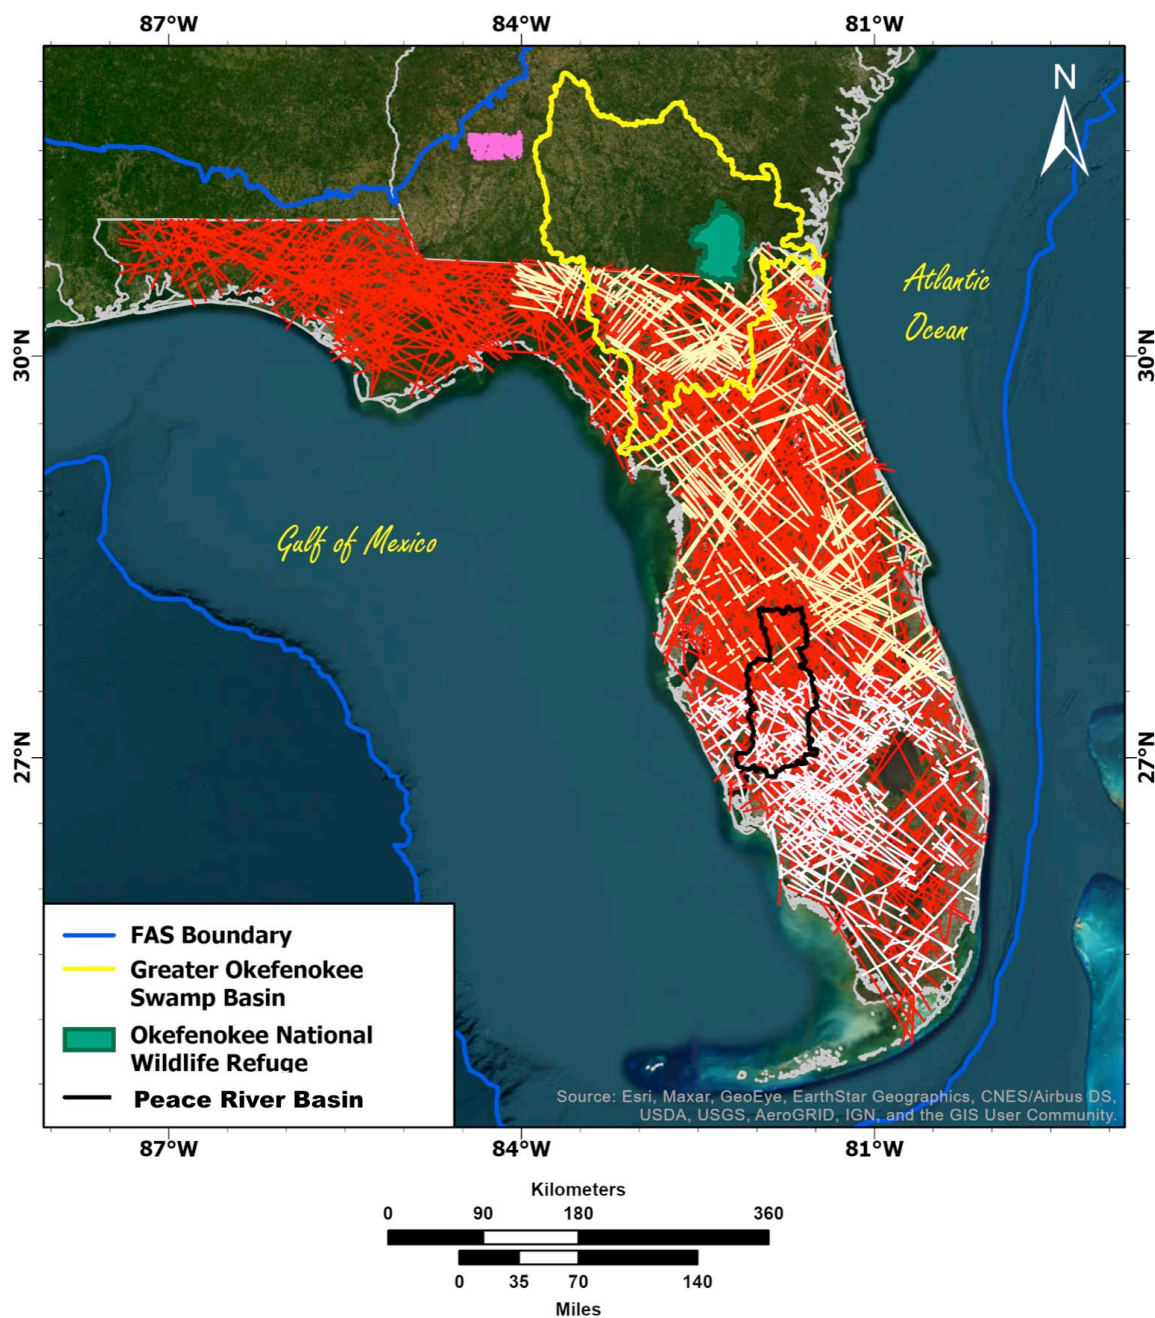 87°W 84°W 81°W
N
Atlantic
Ocean
30°N 30°N
Gulf of Mexico
27°N 27°N
FAS Boundary
Greater Okefenokee
Swamp Basin
Okefenokee National
Wildlife Refuge
Peace River Basin
Source: Esri, Maxar, GeoEye, EarthStar Geographics, CNES/Airbus DS,
USDA, USGS, AeroGRID, IGN, and the GIS User Community.
87°W 84°W 81°W
Kilometers
0 90 180 360
0 35 70 140
Miles